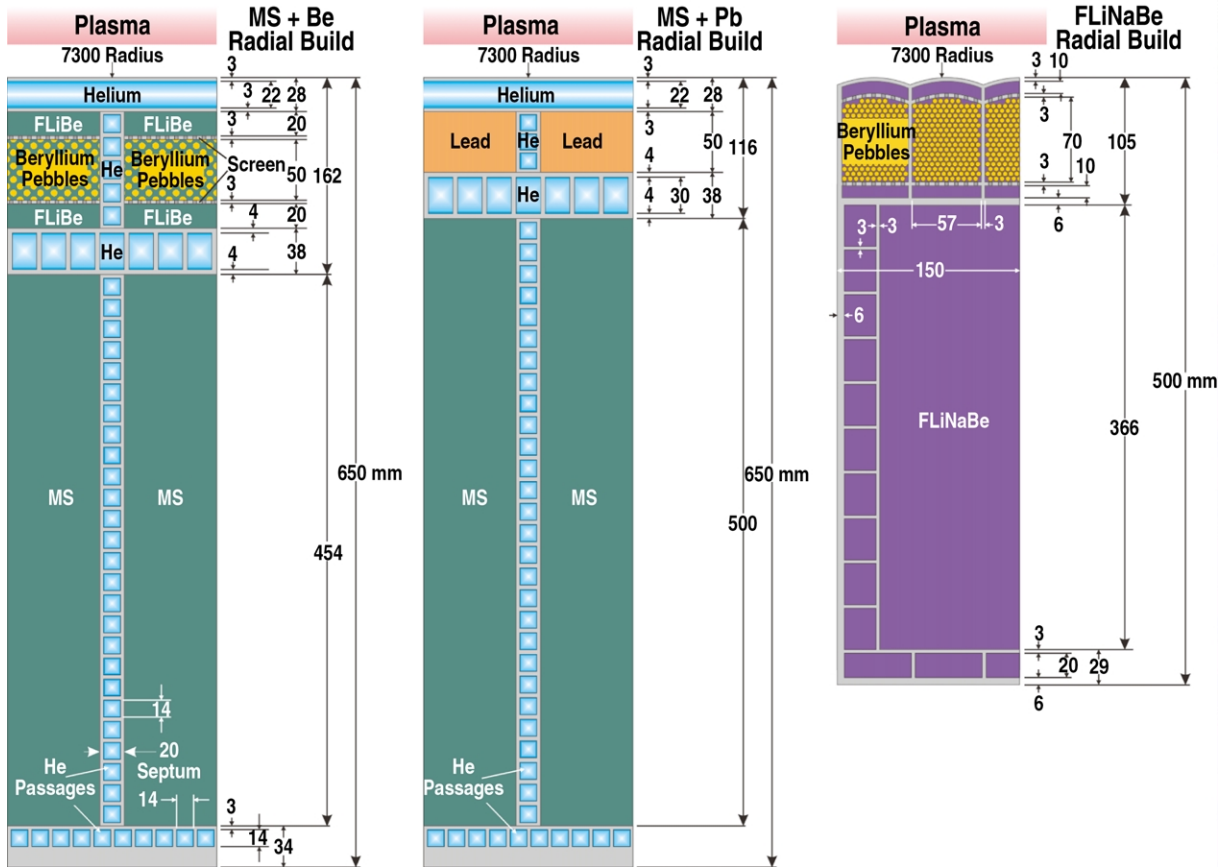 Plasma
MS + Be
Radial Build
7300 Radius
3
3
22
28
Helium
FLiBe
FLiBe
3
20
Beryllium
Pebbles
He
Beryllium
Pebbles
Screen
50
162
3
FLiBe
FLiBe
4
20
He
4
38
MS
MS
650 mm
454
14
20
He
Passages
Septum
14
3
14
34
Plasma
MS + Pb
Radial Build
7300 Radius
3
22
28
Helium
Lead
He
Lead
3
4
50
116
He
4
30
38
MS
MS
650 mm
500
He
Passages
Plasma
FLiNaBe
Radial Build
7300 Radius
3
10
Beryllium
Pebbles
3
70
105
3
10
6
3
3
57
3
150
6
500 mm
366
FLiNaBe
3
20
29
6